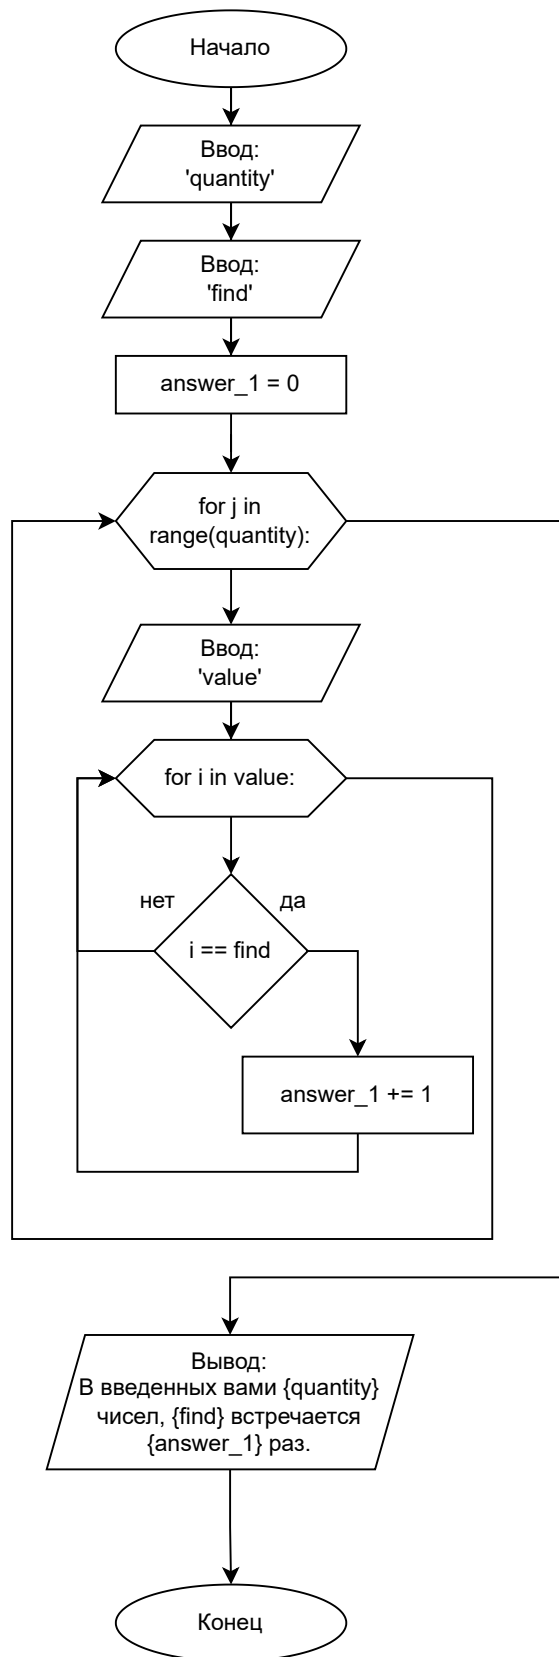 Начало
Ввод:
'quantity'
Ввод:
'find'
answer_1 = 0
for j in
range(quantity):
Ввод:
'value'
for i in value:
нет
да
i == find
answer_1 += 1
Вывод:
В введенных вами {quantity}
чисел, {find} встречается
{answer_1} раз.
Конец